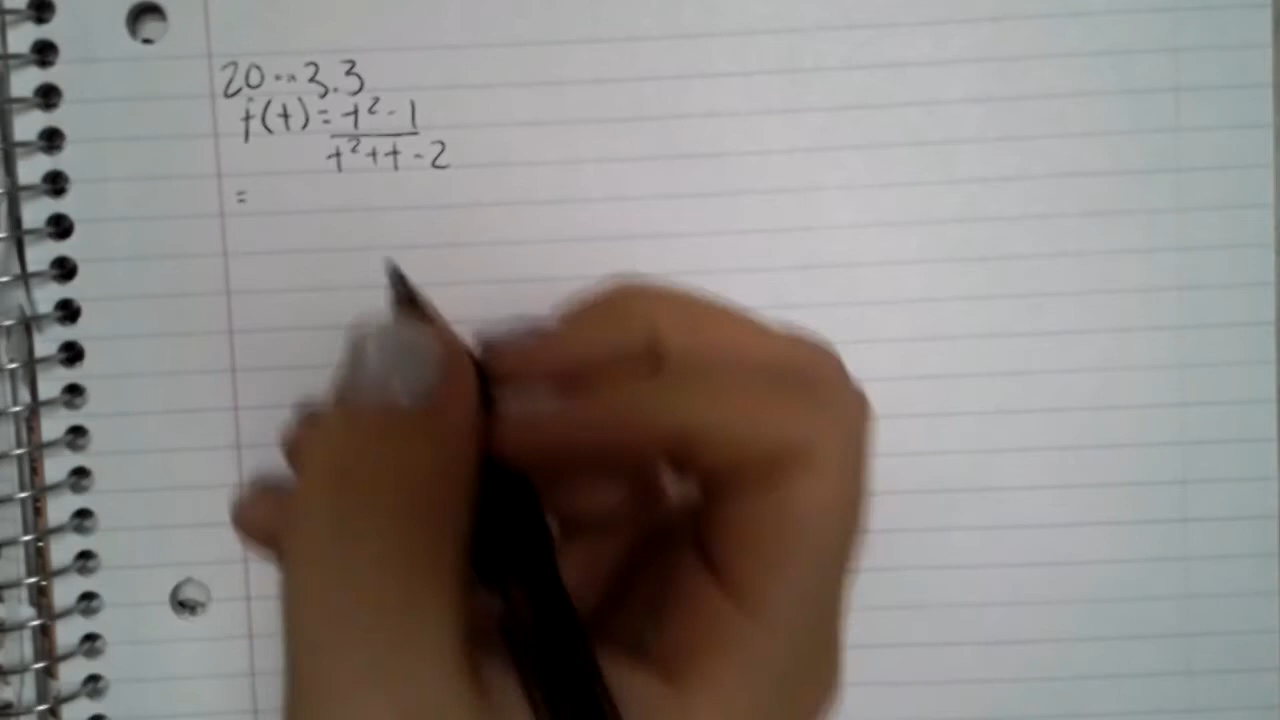 20--3.3
f(t)=t²-1
t²+t-2
=